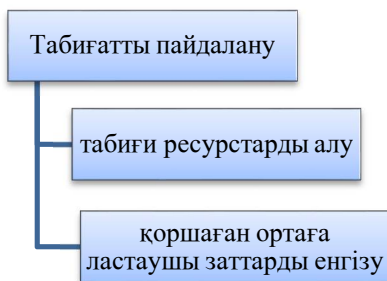 Табиғатты пайдалану
табиғи ресурстарды алу
қоршаған ортаға
ластаушы заттарды енгізу